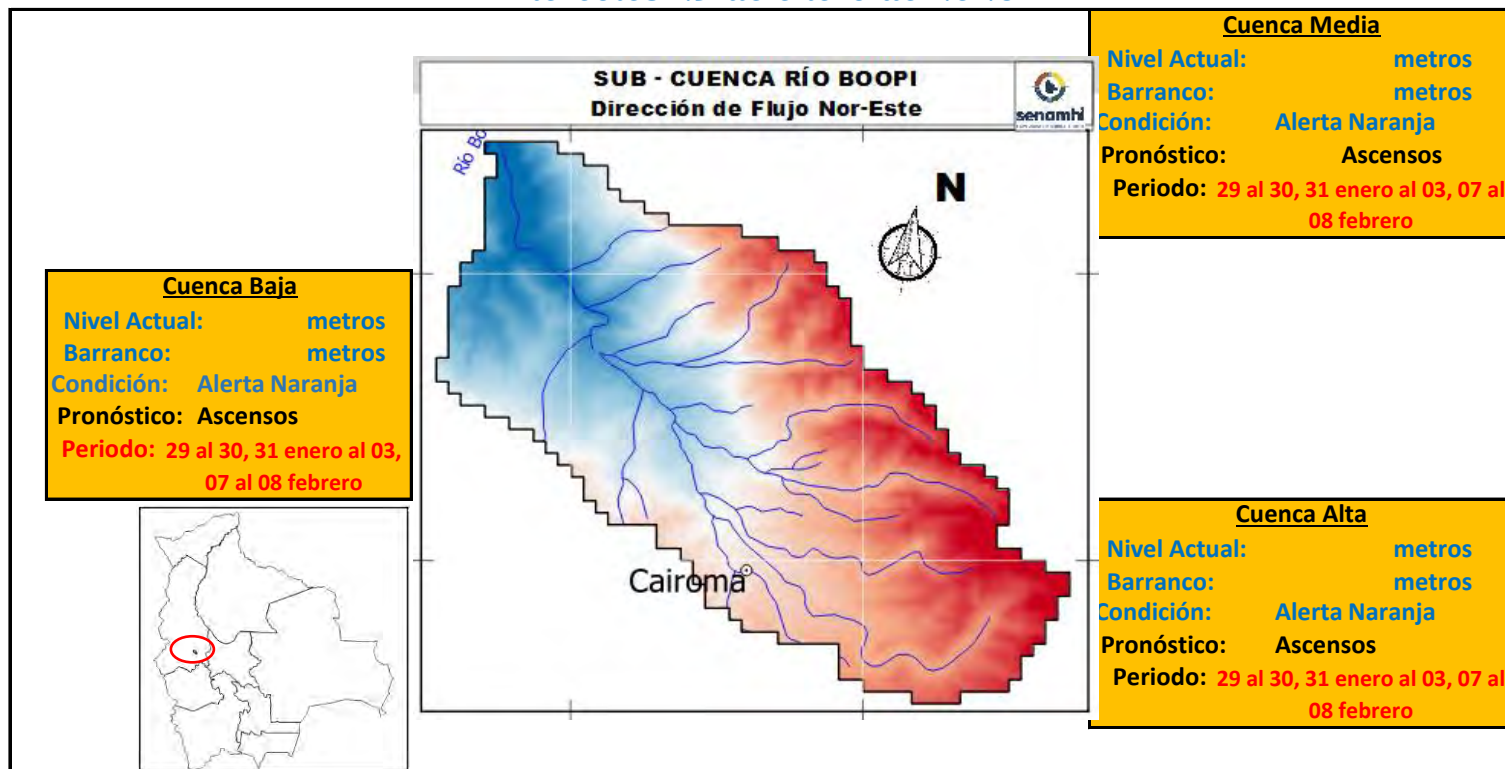 SUB - CUENCA RÍO BOOPI
Dirección de Flujo Nor-Este
senamhi
Río Bo
N
Cairoma
Cuenca Media
Nivel Actual: metros
Barranco: metros
Condición: Alerta Naranja
Pronóstico: Ascensos
Periodo: 29 al 30, 31 enero al 03, 07 al
08 febrero
Cuenca Baja
Nivel Actual: metros
Barranco: metros
Condición: Alerta Naranja
Pronóstico: Ascensos
Periodo: 29 al 30, 31 enero al 03,
07 al 08 febrero
Cuenca Alta
Nivel Actual: metros
Barranco: metros
Condición: Alerta Naranja
Pronóstico: Ascensos
Periodo: 29 al 30, 31 enero al 03, 07 al
08 febrero